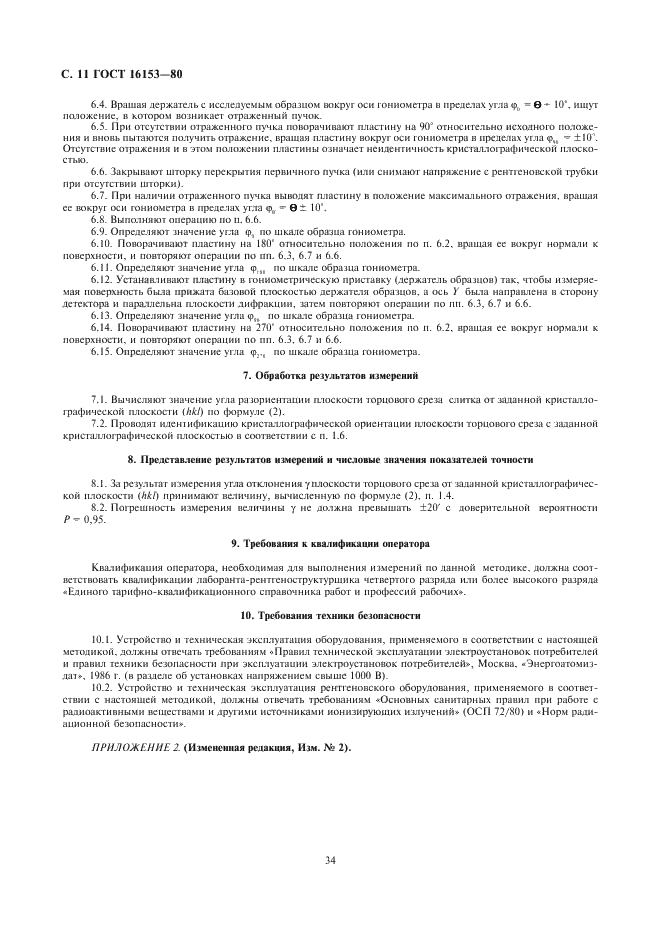 С. 11 ГОСТ 16153—80
6.4. Вращая держатель с исследуемым образцом вокруг оси гониометра в пределах угла φ₀ = Θ ÷ 10°, ищут
положение, в котором возникает отраженный пучок.
6.5. При отсутствии отраженного пучка поворачивают пластину на 90° относительно исходного положе-
ния и вновь пытаются получить отражение, вращая пластину вокруг оси гониометра в пределах угла φ₉₀ = ±10°.
Отсутствие отражения и в этом положении пластины означает неидентичность кристаллографической плоско-
стью.
6.6. Закрывают шторку перекрытия первичного пучка (или снимают напряжение с рентгеновской трубки
при отсутствии шторки).
6.7. При наличии отраженного пучка выводят пластину в положение максимального отражения, вращая
ее вокруг оси гониометра в пределах угла φ₀ = Θ ± 10°.
6.8. Выполняют операцию по п. 6.6.
6.9. Определяют значение угла φ₀ по шкале образца гониометра.
6.10. Поворачивают пластину на 180° относительно положения по п. 6.2, вращая ее вокруг нормали к
поверхности, и повторяют операции по пп. 6.3, 6.7 и 6.6.
6.11. Определяют значение угла φ₁₈₀ по шкале образца гониометра.
6.12. Устанавливают пластину в гониометрическую приставку (держатель образцов) так, чтобы измеряе-
мая поверхность была прижата базовой плоскостью держателя образцов, а ось Y была направлена в сторону
детектора и параллельна плоскости дифракции, затем повторяют операции по пп. 6.3, 6.7 и 6.6.
6.13. Определяют значение угла φ₉₀ по шкале образца гониометра.
6.14. Поворачивают пластину на 270° относительно положения по п. 6.2, вращая ее вокруг нормали к
поверхности, и повторяют операции по пп. 6.3, 6.7 и 6.6.
6.15. Определяют значение угла φ₂₇₀ по шкале образца гониометра.
7. Обработка результатов измерений
7.1. Вычисляют значение угла разориентации плоскости торцового среза слитка от заданной кристалло-
графической плоскости (hkl) по формуле (2).
7.2. Проводят идентификацию кристаллографической ориентации плоскости торцового среза с заданной
кристаллографической плоскостью в соответствии с п. 1.6.
8. Представление результатов измерений и числовые значения показателей точности
8.1. За результат измерения угла отклонения γ плоскости торцового среза от заданной кристаллографичес-
кой плоскости (hkl) принимают величину, вычисленную по формуле (2), п. 1.4.
8.2. Погрешность измерения величины γ не должна превышать ±20′ с доверительной вероятности
P = 0,95.
9. Требования к квалификации оператора
Квалификация оператора, необходимая для выполнения измерений по данной методике, должна соот-
ветствовать квалификации лаборанта-рентгеноструктурщика четвертого разряда или более высокого разряда
«Единого тарифно-квалификационного справочника работ и профессий рабочих».
10. Требования техники безопасности
10.1. Устройство и техническая эксплуатация оборудования, применяемого в соответствии с настоящей
методикой, должны отвечать требованиям «Правил технической эксплуатации электроустановок потребителей
и правил техники безопасности при эксплуатации электроустановок потребителей», Москва, «Энергоатомиз-
дат», 1986 г. (в разделе об установках напряжением свыше 1000 В).
10.2. Устройство и техническая эксплуатация рентгеновского оборудования, применяемого в соответ-
ствии с настоящей методикой, должны отвечать требованиям «Основных санитарных правил при работе с
радиоактивными веществами и другими источниками ионизирующих излучений» (ОСП 72/80) и «Норм ради-
ационной безопасности».
ПРИЛОЖЕНИЕ 2. (Измененная редакция, Изм. № 2).
34